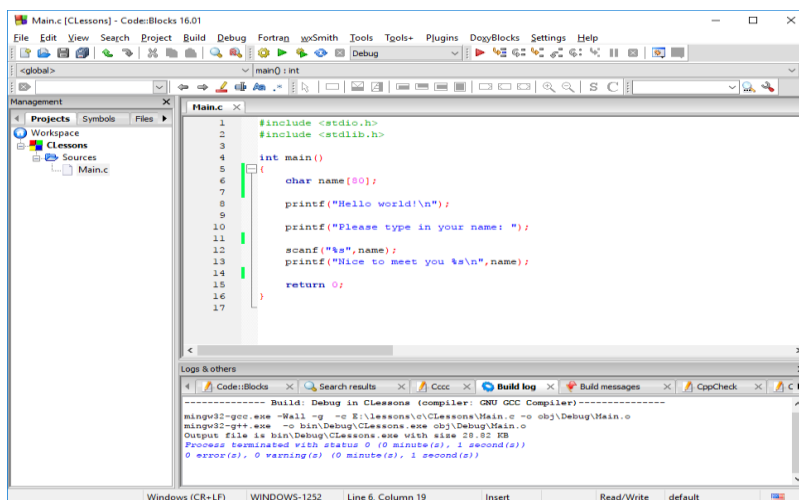 Main.c [CLessons] - Code::Blocks 16.01
File Edit View Search Project Build Debug Fortran wxSmith Tools Tools+ Plugins DoxyBlocks Settings Help
Debug
<global> main() : int
S C
Management
Projects Symbols Files
Main.c
Workspace
CLessons
Sources
Main.c
1 #include <stdio.h>
2 #include <stdlib.h>
3
4 int main()
5 {
6 char name[80];
7
8 printf("Hello world!\n");
9
10 printf("Please type in your name: ");
11
12 scanf("%s",name);
13 printf("Nice to meet you %s\n",name);
14
15 return 0;
16 }
17
Logs & others
Code::Blocks Search results Cccc Build log Build messages CppCheck C
-------------- Build: Debug in CLessons (compiler: GNU GCC Compiler)---------------
mingw32-gcc.exe -Wall -g -c E:\lessons\c\CLessons\Main.c -o obj\Debug\Main.o
mingw32-g++.exe -o bin\Debug\CLessons.exe obj\Debug\Main.o
Output file is bin\Debug\CLessons.exe with size 28.82 KB
Process terminated with status 0 (0 minute(s), 1 second(s))
0 error(s), 0 warning(s) (0 minute(s), 1 second(s))
Windows (CR+LF) WINDOWS-1252 Line 6, Column 19 Insert Read/Write default